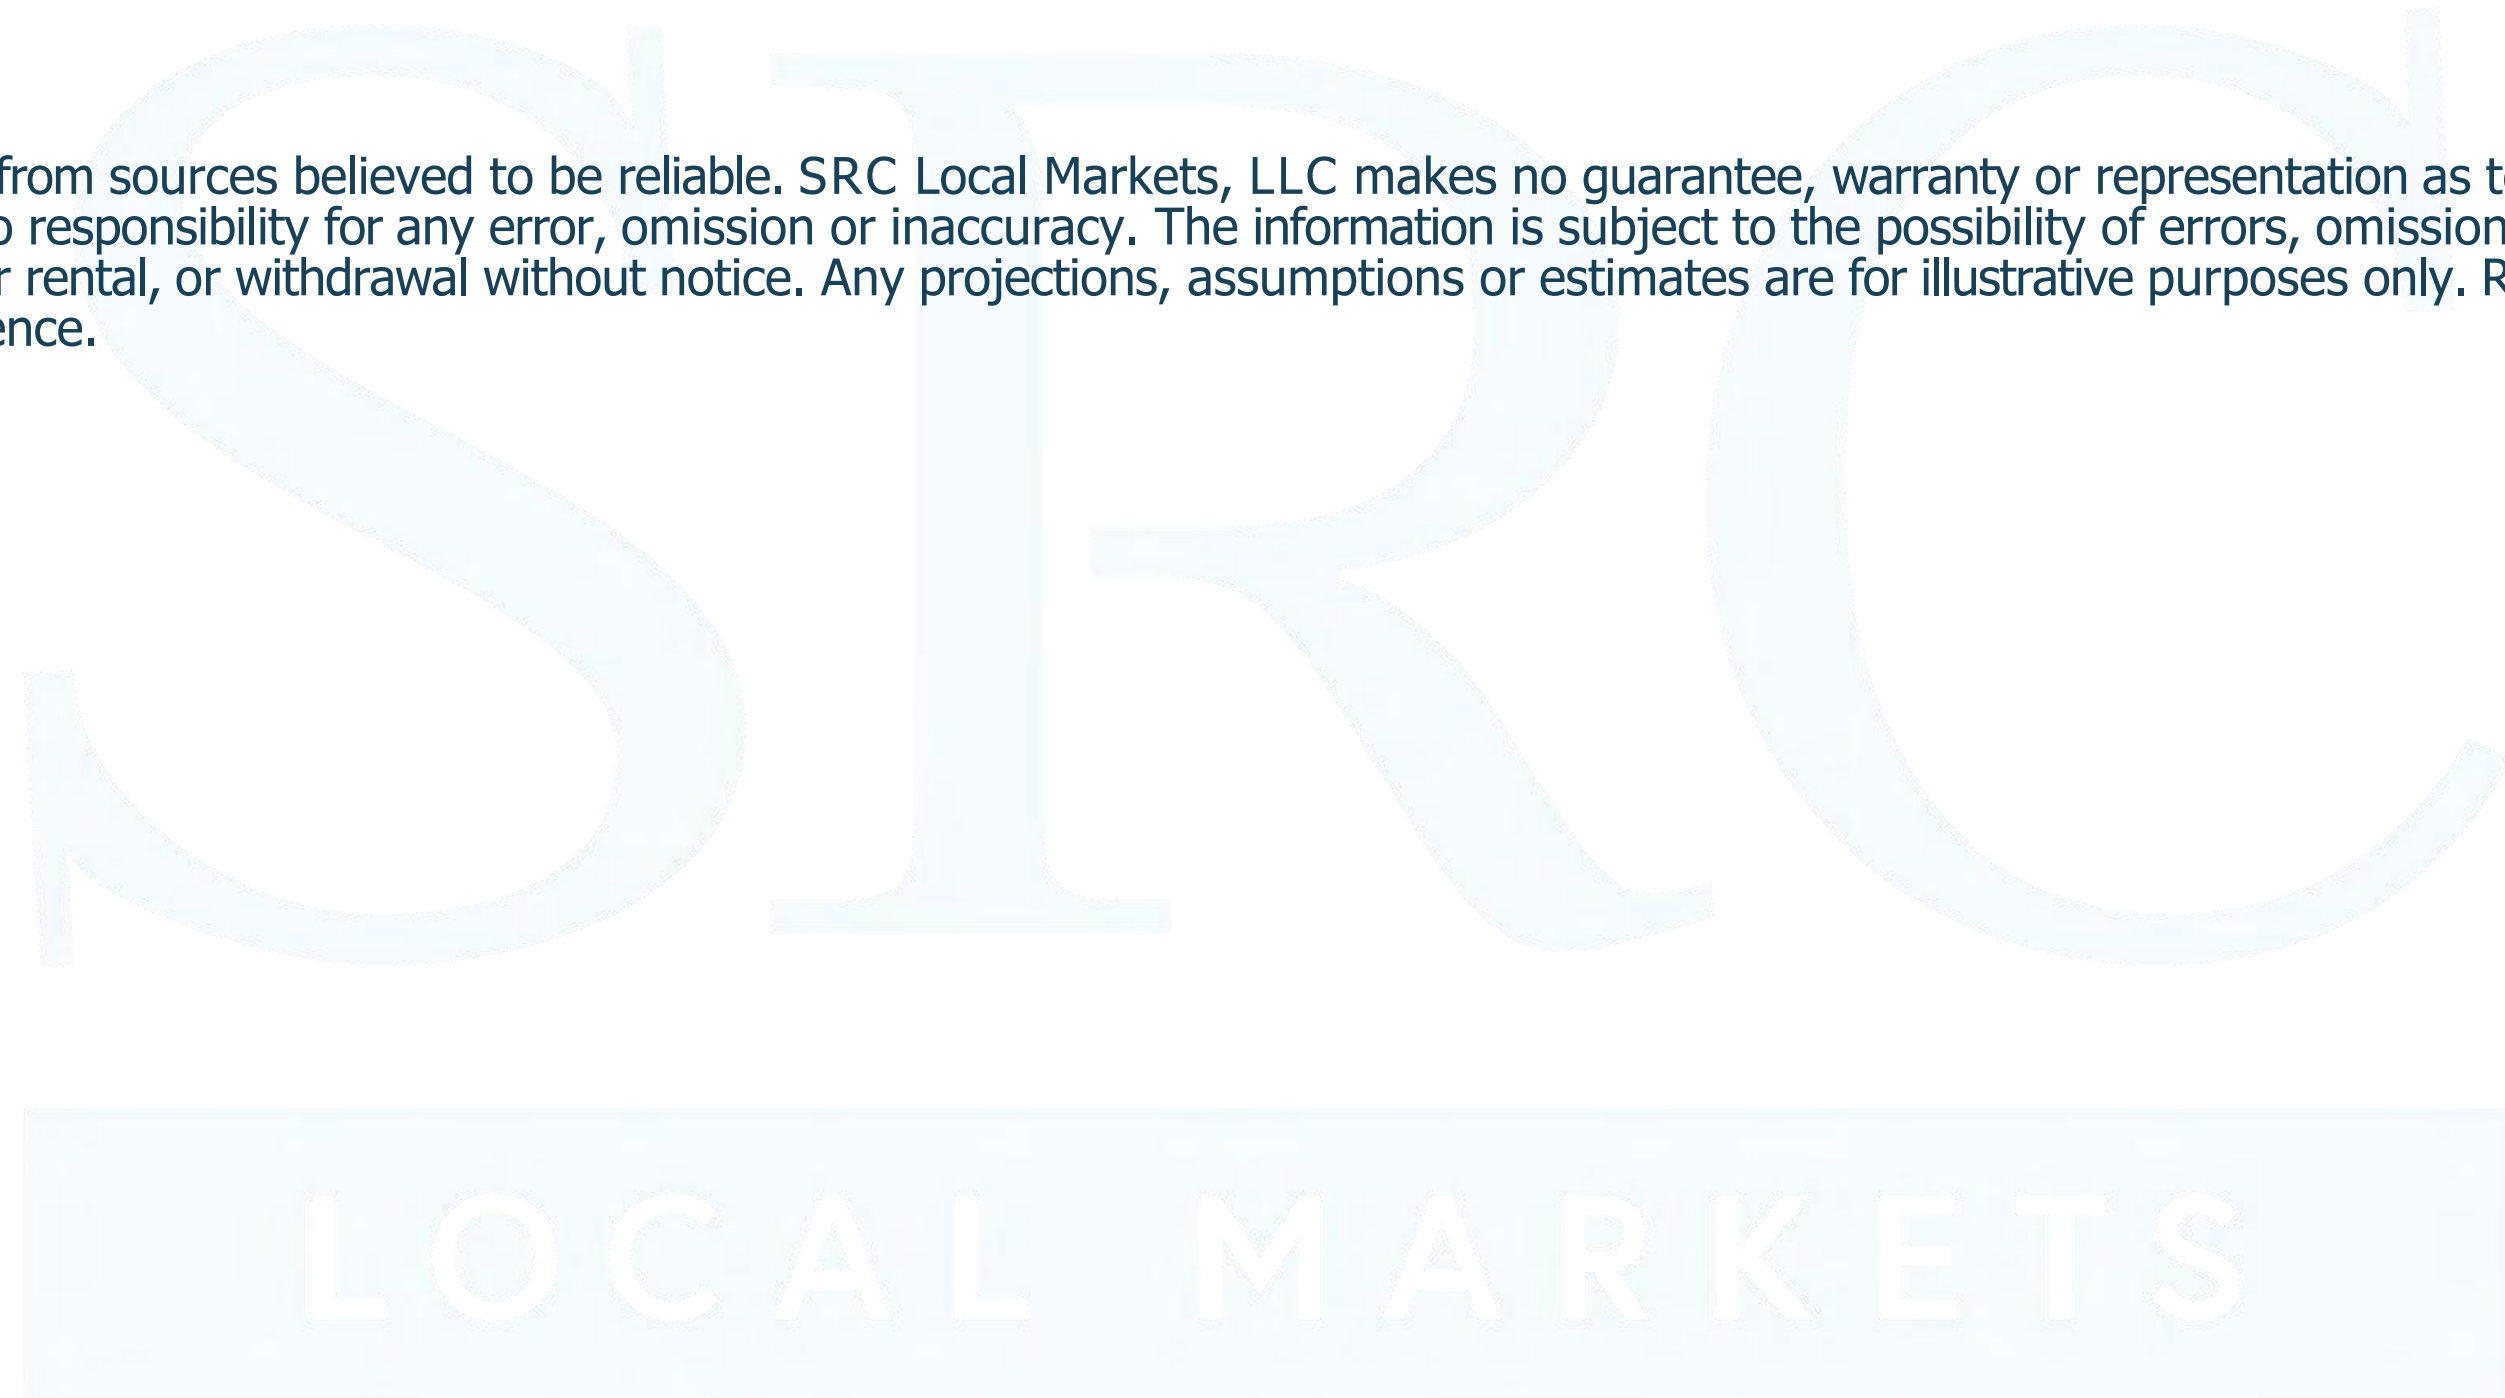 from sources believed to be reliable. SRC Local Markets, LLC makes no guarantee, warranty or representation as
responsibility for any error, omission or inaccuracy. The information is subject to the possibility of errors, omission
rental, or withdrawal without notice. Any projections, assumptions or estimates are for illustrative purposes only.
SRC
LOCAL MARKETS